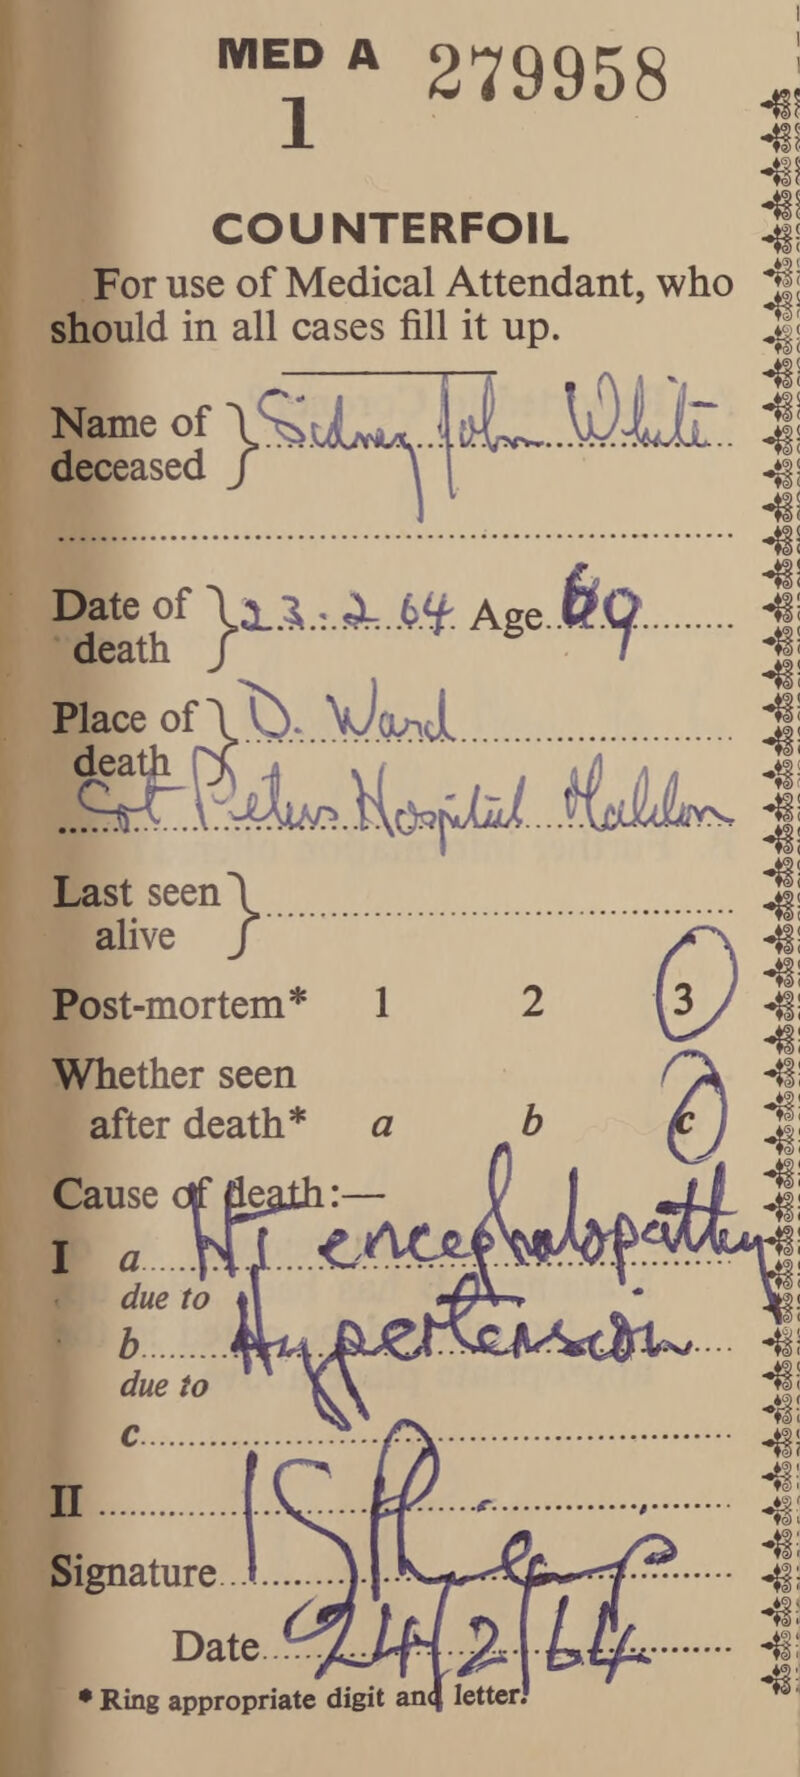 MED A 279958
1
COUNTERFOIL
For use of Medical Attendant, who
should in all cases fill it up.
Name of deceased } Sidney John White
Date of death } 23.2.64 Age 69
Place of death } D. Ward
St Peters Hospital Maldon
Last seen alive }
Post-mortem* 1 2 3
Whether seen
after death* a b c
Cause of death:—
I a HT encephalopathy
due to
b Hypertension
due to
c
II
Signature
Date 24/2/64
* Ring appropriate digit and letter.